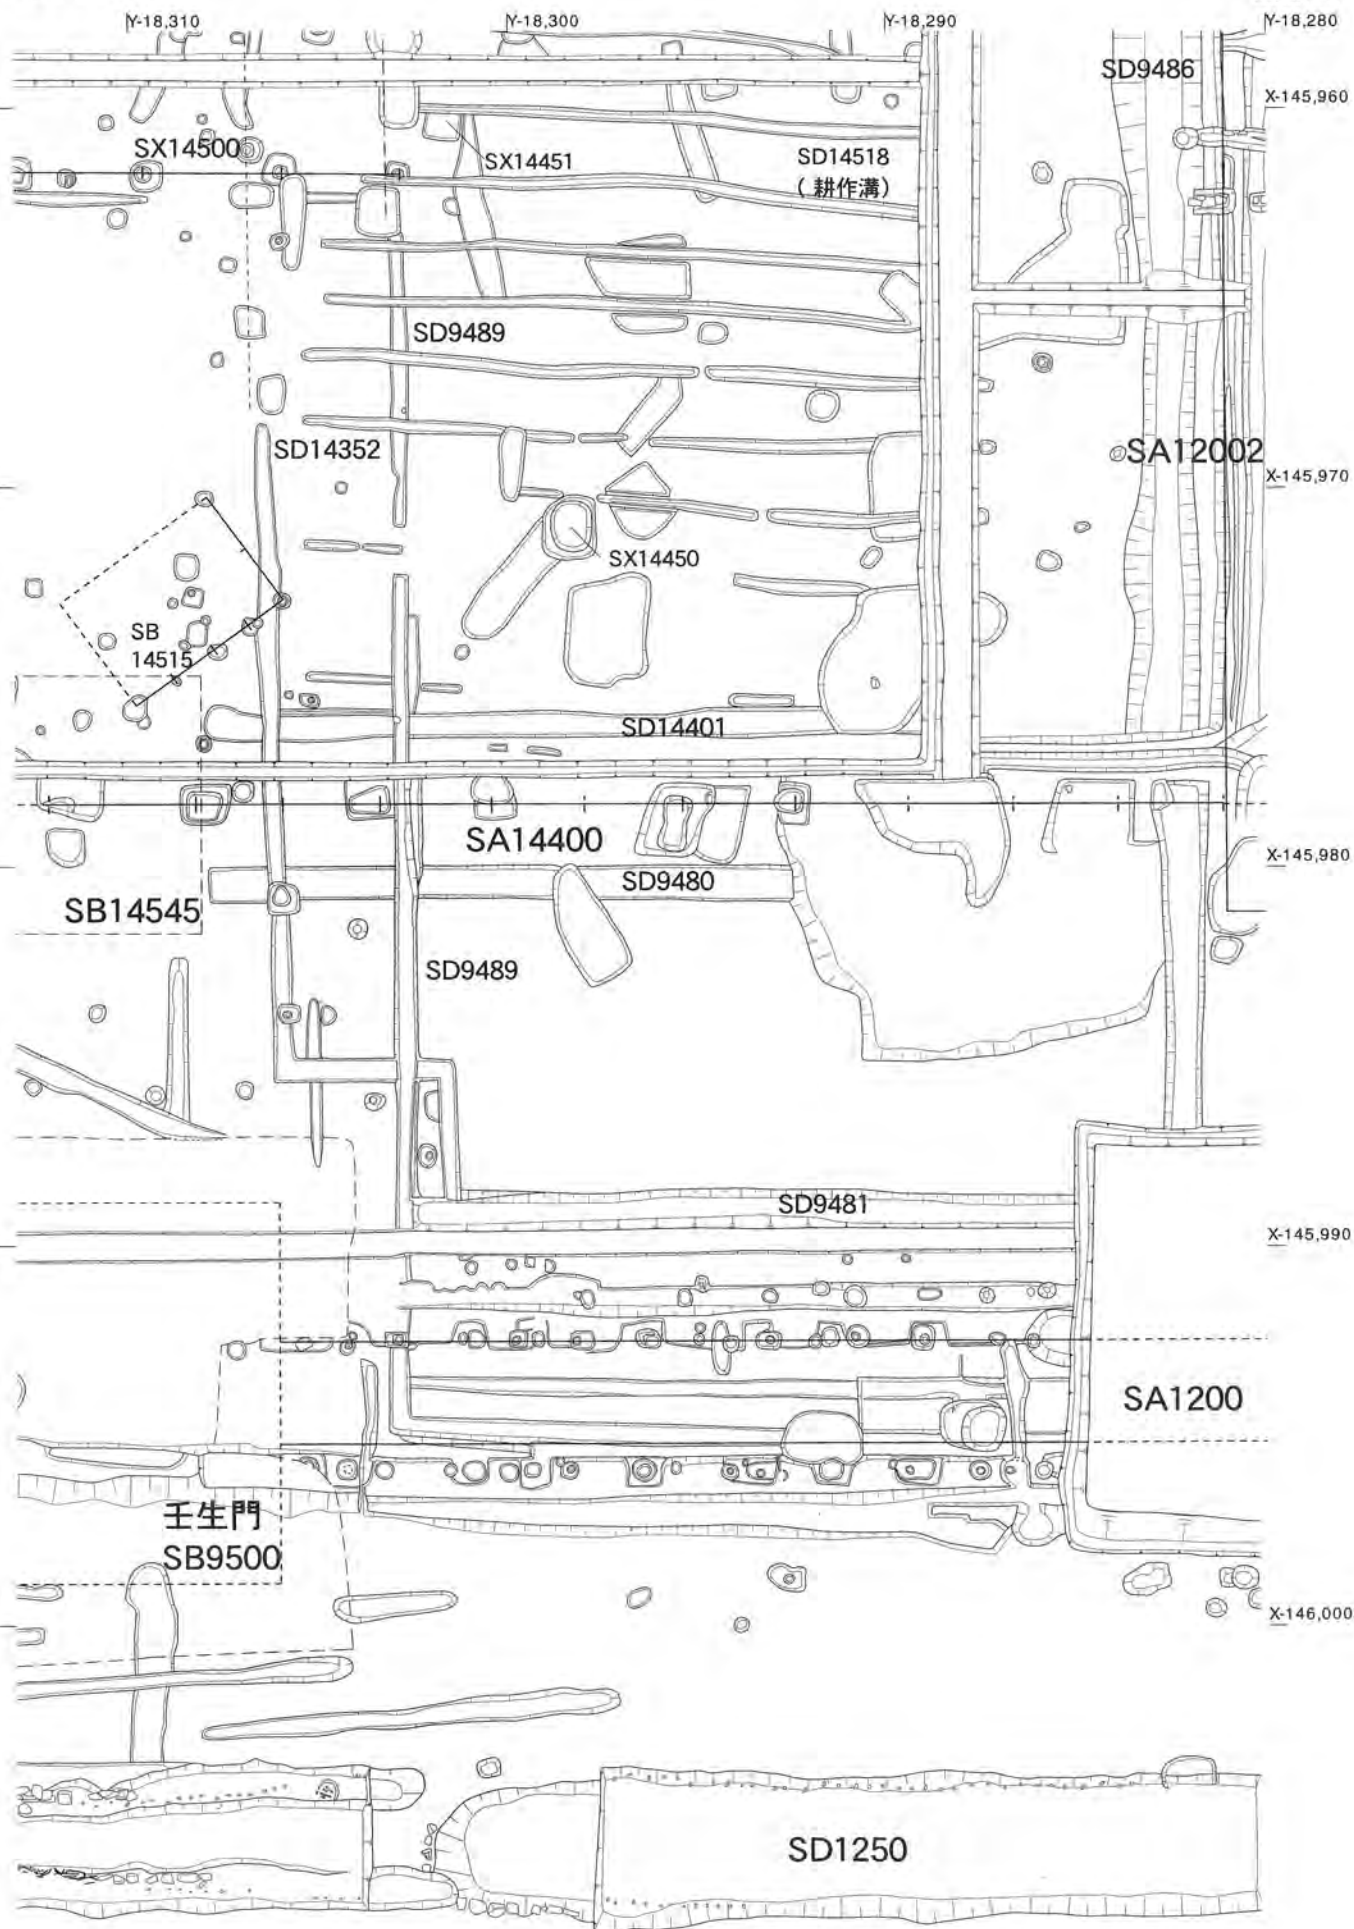 Y-18,310
Y-18,300
Y-18,290
Y-18,280
SD9486
X-145,960
SX14500
SX14451
SD14518
(耕作溝)
SD9489
SD14352
SA12002
X-145,970
SX14450
SB
14515
SD14401
SA14400
X-145,980
SD9480
SB14545
SD9489
SD9481
X-145,990
SA1200
壬生門
SB9500
X-146,000
SD1250